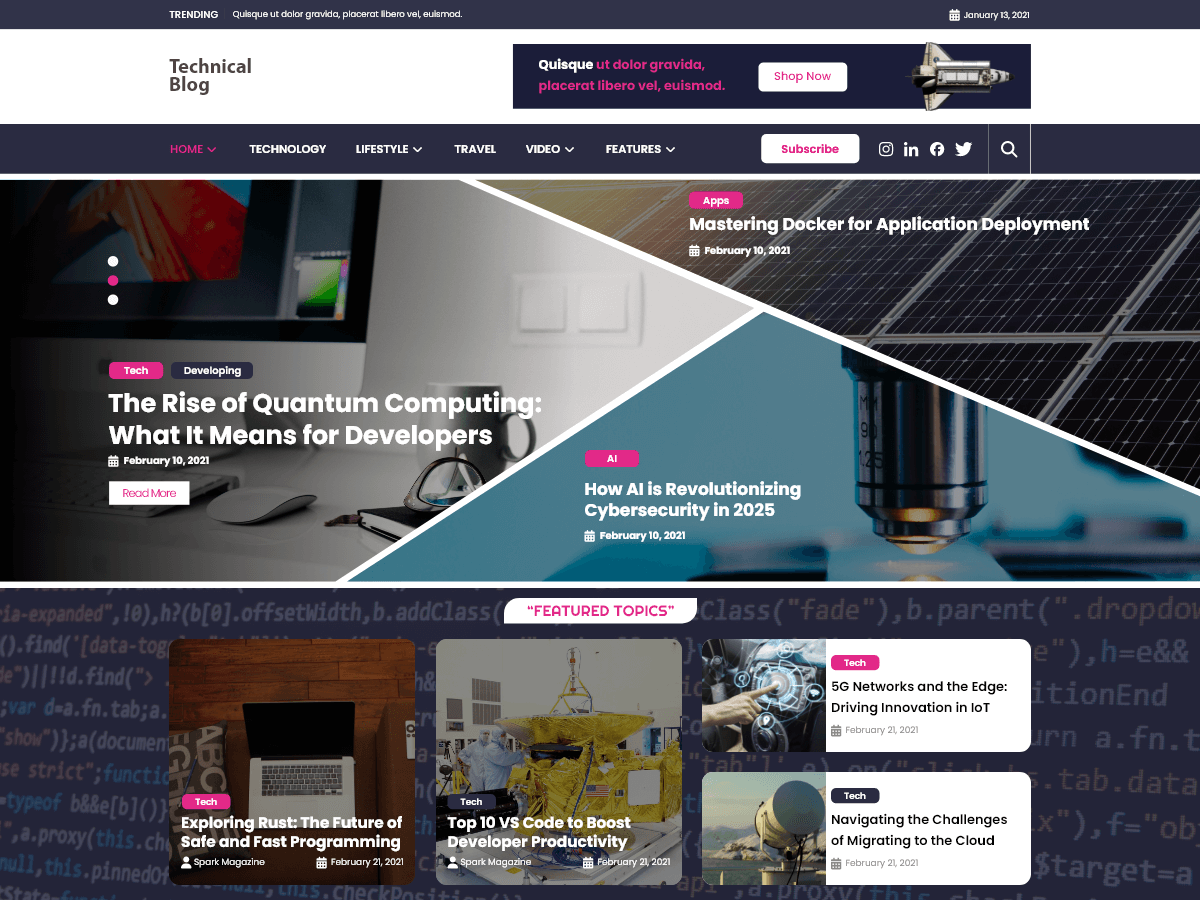 TRENDING Quisque ut dolor gravida, placerat libero vel, euismod. January 13, 2021
Technical
Blog
Quisque ut dolor gravida,
placerat libero vel, euismod.
Shop Now
HOME TECHNOLOGY LIFESTYLE TRAVEL VIDEO FEATURES Subscribe
Apps
Mastering Docker for Application Deployment
February 10, 2021
Tech Developing
The Rise of Quantum Computing:
What It Means for Developers
February 10, 2021
Read More
AI
How AI is Revolutionizing
Cybersecurity in 2025
February 10, 2021
“FEATURED TOPICS”
Tech
Exploring Rust: The Future of
Safe and Fast Programming
Spark Magazine February 21, 2021
Tech
Top 10 VS Code to Boost
Developer Productivity
Spark Magazine February 21, 2021
Tech
5G Networks and the Edge:
Driving Innovation in IoT
February 21, 2021
Tech
Navigating the Challenges
of Migrating to the Cloud
February 21, 2021